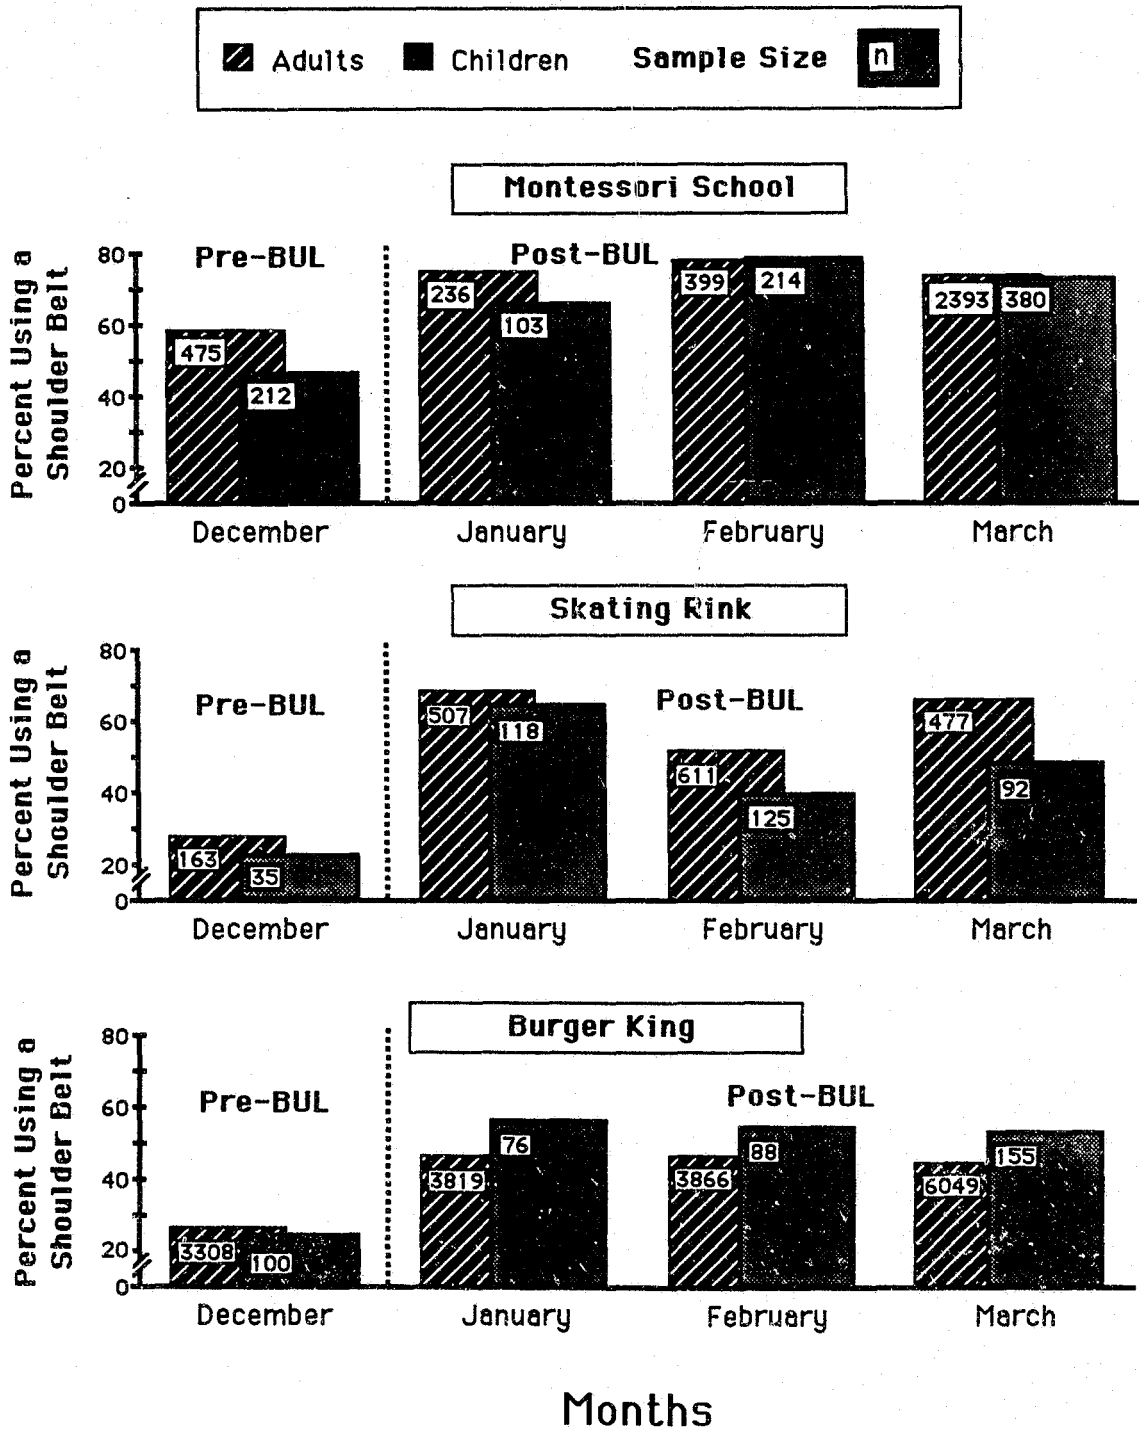 Adults Children Sample Size n
Montessori School
Percent Using a
Shoulder Belt
80
60
40
20
0
Pre-BUL Post-BUL
475 212 236 103 399 214 2393 380
December January February March
Skating Rink
Percent Using a
Shoulder Belt
80
60
40
20
0
Pre-BUL Post-BUL
163 35 507 118 611 125 477 92
December January February March
Burger King
Percent Using a
Shoulder Belt
80
60
40
20
0
Pre-BUL Post-BUL
3308 100 3819 76 3866 88 6049 155
December January February March
Months